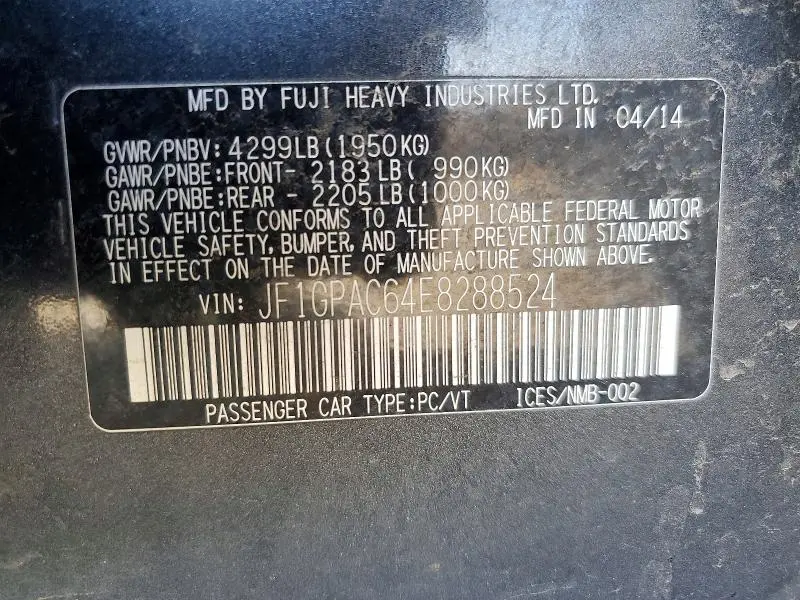 MFD BY FUJI HEAVY INDUSTRIES LTD.
MFD IN 04/14
GVWR/PNBV: 4299LB (1950KG)
GAWR/PNBE: FRONT- 2183LB ( 990KG)
GAWR/PNBE: REAR - 2205LB (1000KG)
THIS VEHICLE CONFORMS TO ALL APPLICABLE FEDERAL MOTOR
VEHICLE SAFETY, BUMPER, AND THEFT PREVENTION STANDARDS
IN EFFECT ON THE DATE OF MANUFACTURE SHOWN ABOVE.
VIN: JF1GPAC64E8288524
PASSENGER CAR TYPE:PC/VT ICES/NMB-002